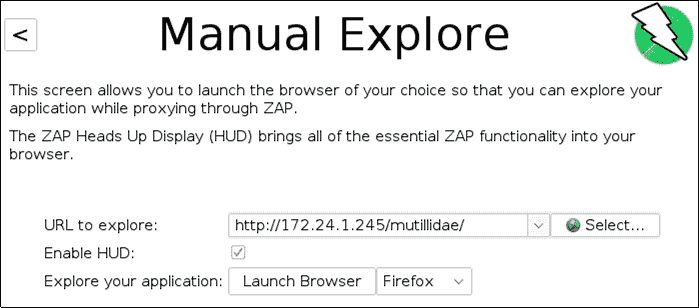 <
Manual Explore
This screen allows you to launch the browser of your choice so that you can explore your
application while proxying through ZAP.
The ZAP Heads Up Display (HUD) brings all of the essential ZAP functionality into your
browser.
URL to explore: http://172.24.1.245/mutillidae/ Select...
Enable HUD:
Explore your application: Launch Browser Firefox